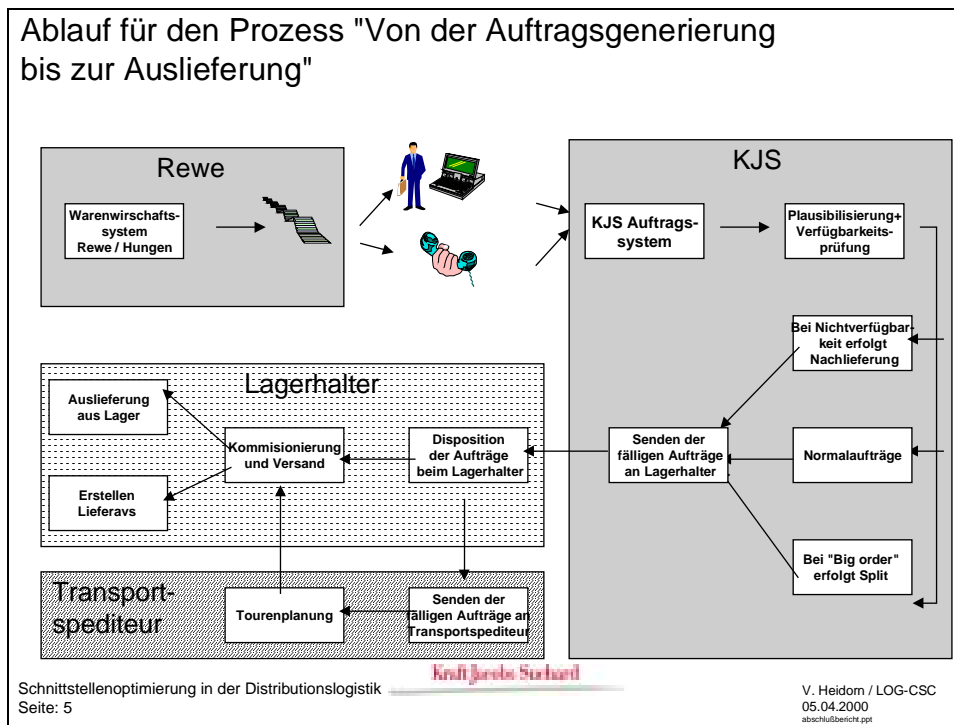 Ablauf für den Prozess "Von der Auftragsgenerierung
bis zur Auslieferung"
Rewe
Warenwirtschafts-
system
Rewe / Hungen
KJS
KJS Auftrags-
system
Plausibilisierung+
Verfügbarkeits-
prüfung
Bei Nichtverfügbar-
keit erfolgt
Nachlieferung
Normalaufträge
Bei "Big order"
erfolgt Split
Senden der
fälligen Aufträge
an Lagerhalter
Lagerhalter
Auslieferung
aus Lager
Erstellen
Lieferavs
Kommisionierung
und Versand
Disposition
der Aufträge
beim Lagerhalter
Transport-
spediteur
Tourenplanung
Senden der
fälligen Aufträge an
Transportspediteur
Kraft Jacobs Suchard
Schnittstellenoptimierung in der Distributionslogistik
Seite: 5
V. Heidorn / LOG-CSC
05.04.2000
abschlußbericht.ppt